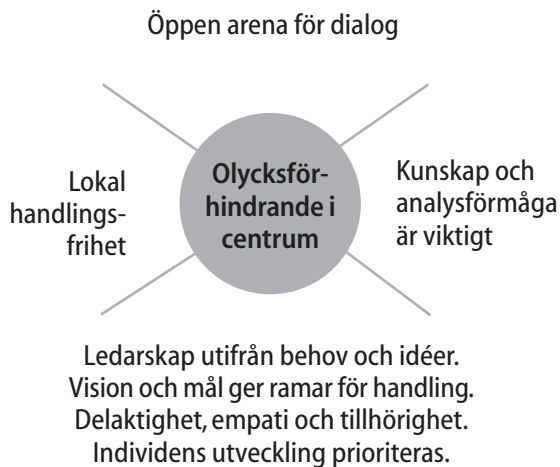 Öppen arena för dialog
Lokal
handlings-
frihet
Olycksför-
hindrande i
centrum
Kunskap och
analysförmåga
är viktigt
Ledarskap utifrån behov och idéer.
Vision och mål ger ramar för handling.
Delaktighet, empati och tillhörighet.
Individens utveckling prioriteras.